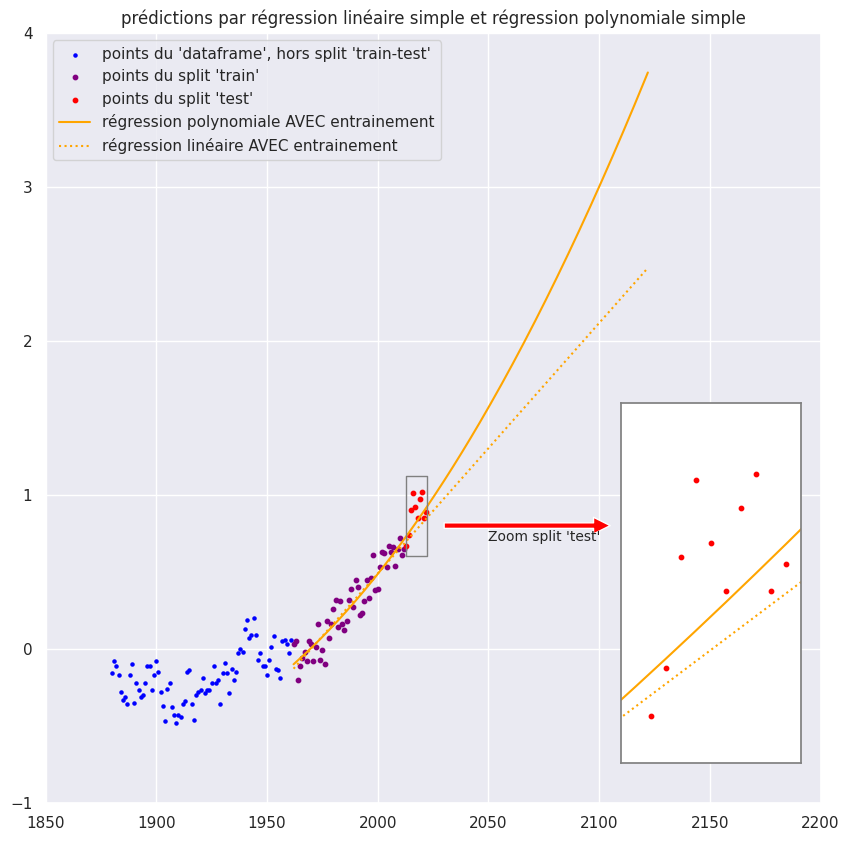 prédictions par régression linéaire simple et régression polynomiale simple
4
points du 'dataframe', hors split 'train-test'
points du split 'train'
points du split 'test'
régression polynomiale AVEC entrainement
régression linéaire AVEC entrainement
3
2
1
Zoom split 'test'
0
−1
1850 1900 1950 2000 2050 2100 2150 2200